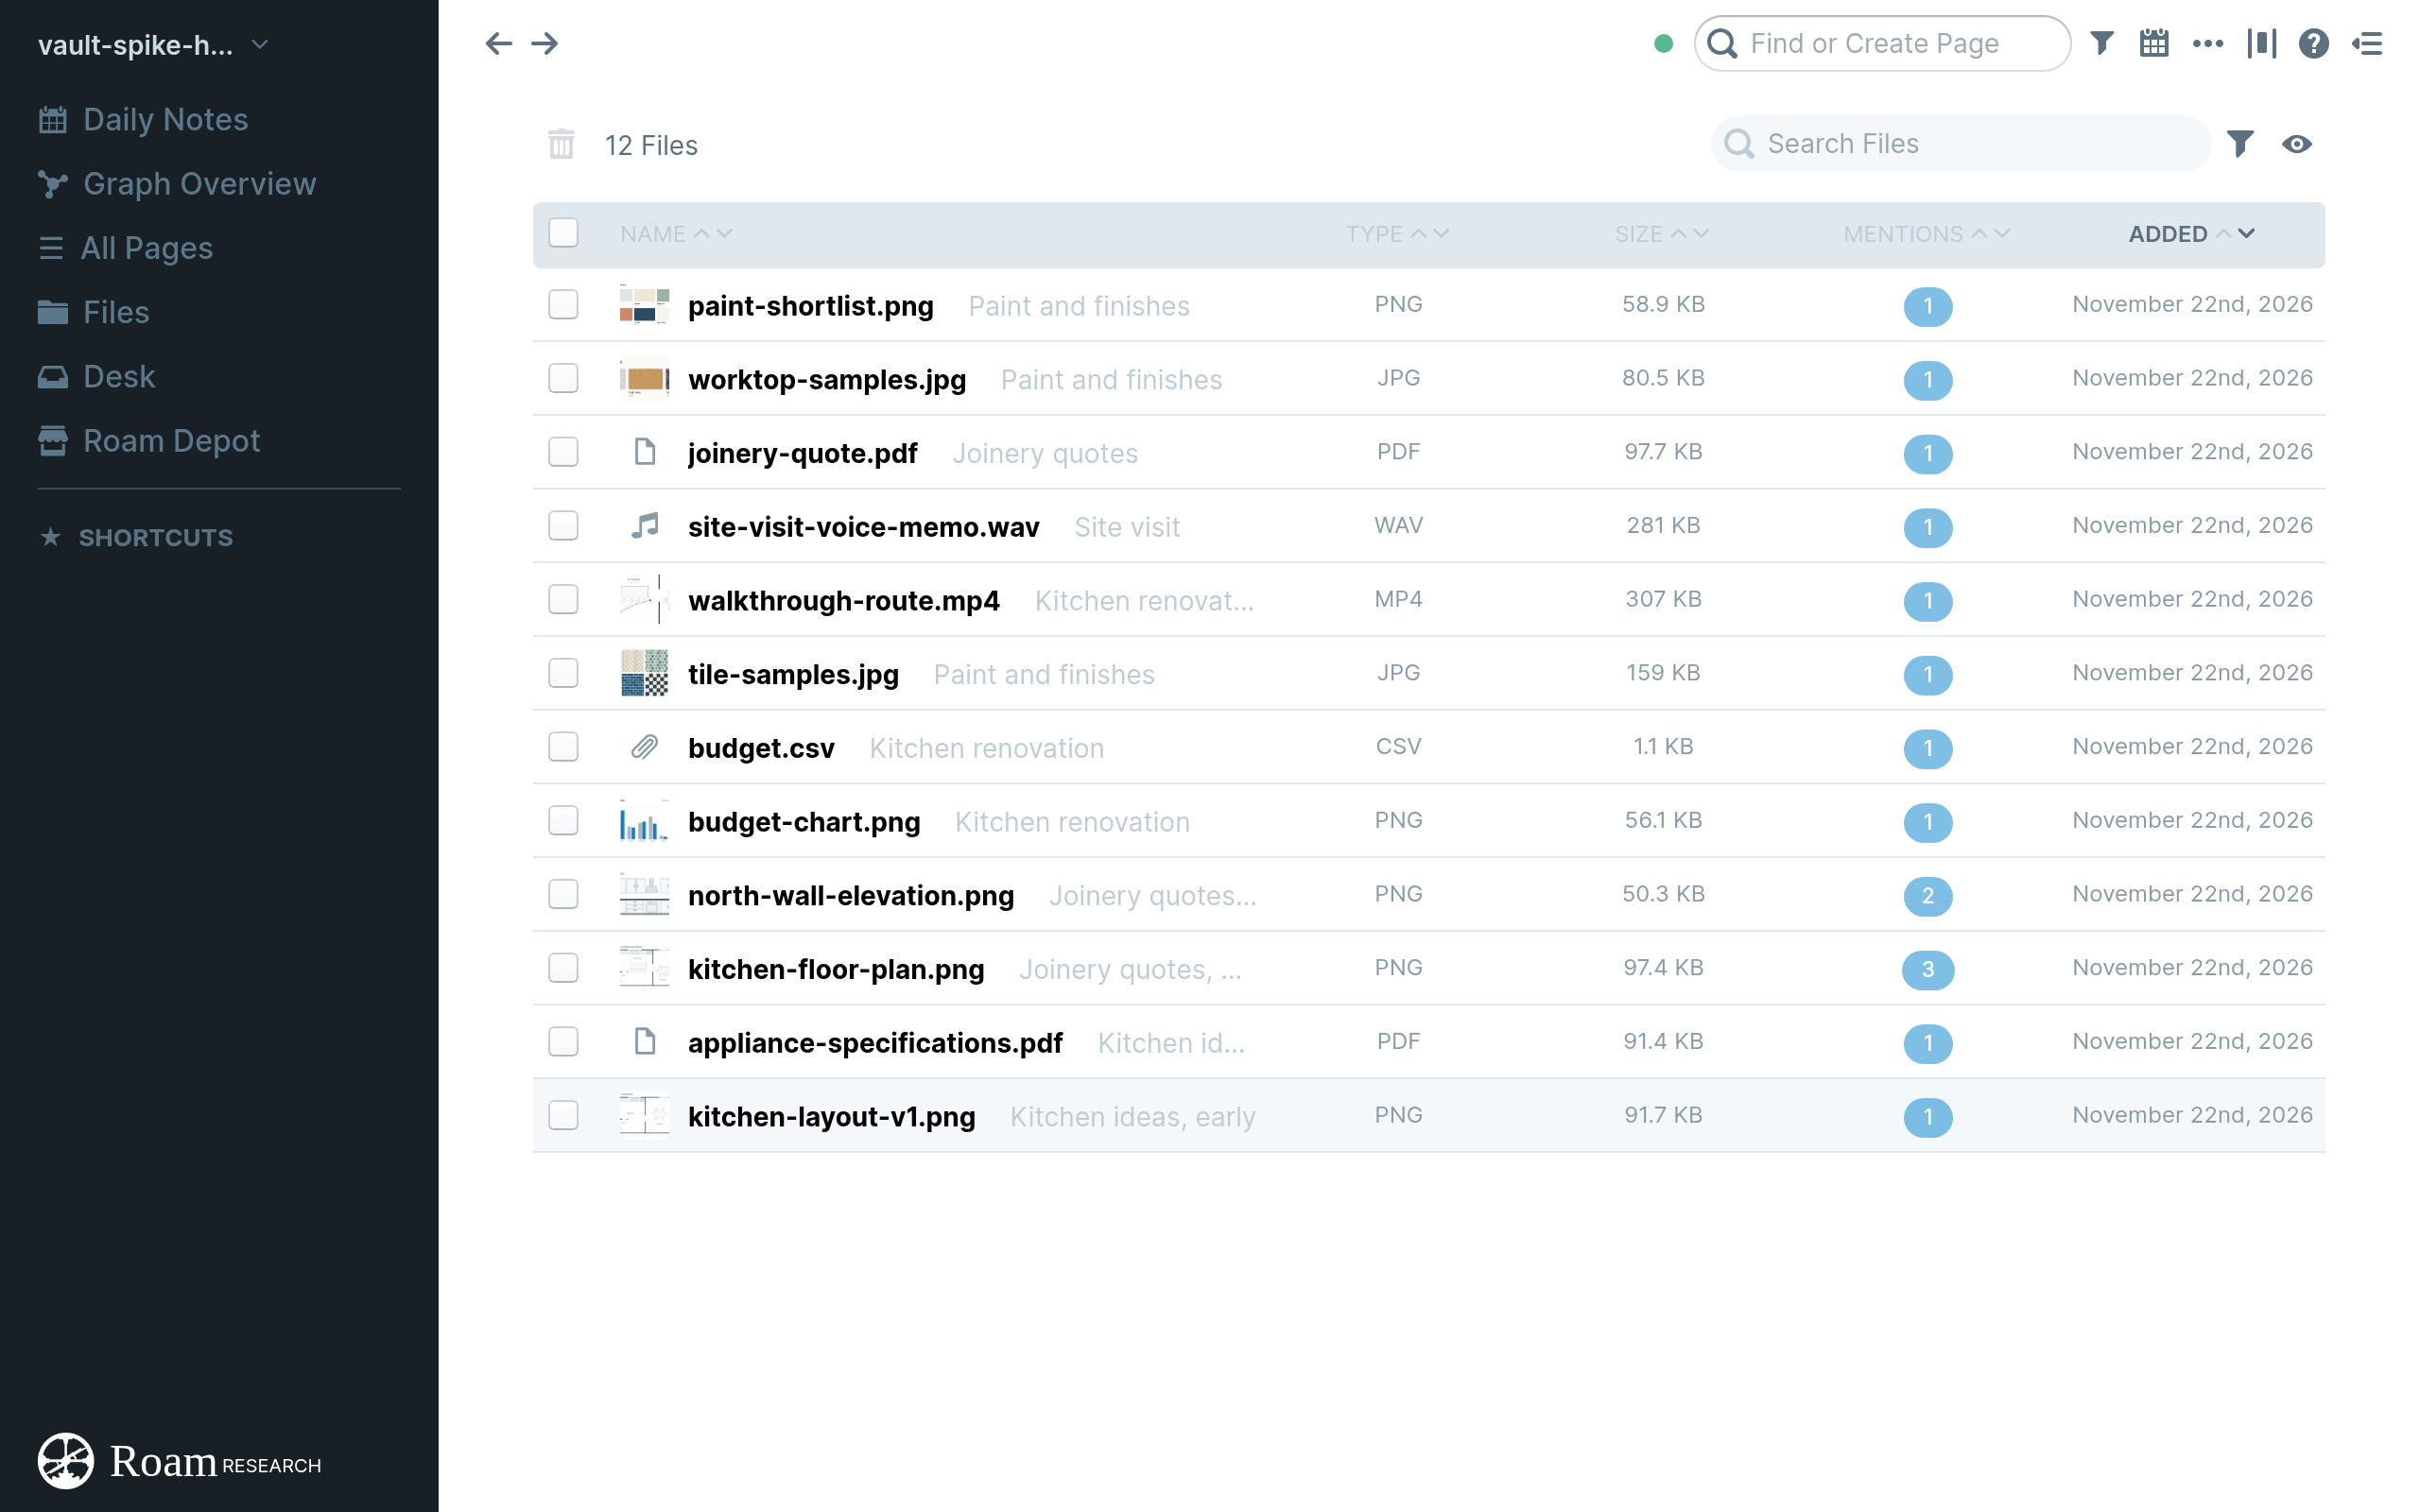 vault-spike-h...
Find or Create Page
Daily Notes
Graph Overview
All Pages
Files
Desk
Roam Depot
SHORTCUTS
12 Files
Search Files
NAME TYPE SIZE MENTIONS ADDED
paint-shortlist.png Paint and finishes PNG 58.9 KB 1 November 22nd, 2026
worktop-samples.jpg Paint and finishes JPG 80.5 KB 1 November 22nd, 2026
joinery-quote.pdf Joinery quotes PDF 97.7 KB 1 November 22nd, 2026
site-visit-voice-memo.wav Site visit WAV 281 KB 1 November 22nd, 2026
walkthrough-route.mp4 Kitchen renovat... MP4 307 KB 1 November 22nd, 2026
tile-samples.jpg Paint and finishes JPG 159 KB 1 November 22nd, 2026
budget.csv Kitchen renovation CSV 1.1 KB 1 November 22nd, 2026
budget-chart.png Kitchen renovation PNG 56.1 KB 1 November 22nd, 2026
north-wall-elevation.png Joinery quotes... PNG 50.3 KB 2 November 22nd, 2026
kitchen-floor-plan.png Joinery quotes, ... PNG 97.4 KB 3 November 22nd, 2026
appliance-specifications.pdf Kitchen id... PDF 91.4 KB 1 November 22nd, 2026
kitchen-layout-v1.png Kitchen ideas, early PNG 91.7 KB 1 November 22nd, 2026
Roam RESEARCH